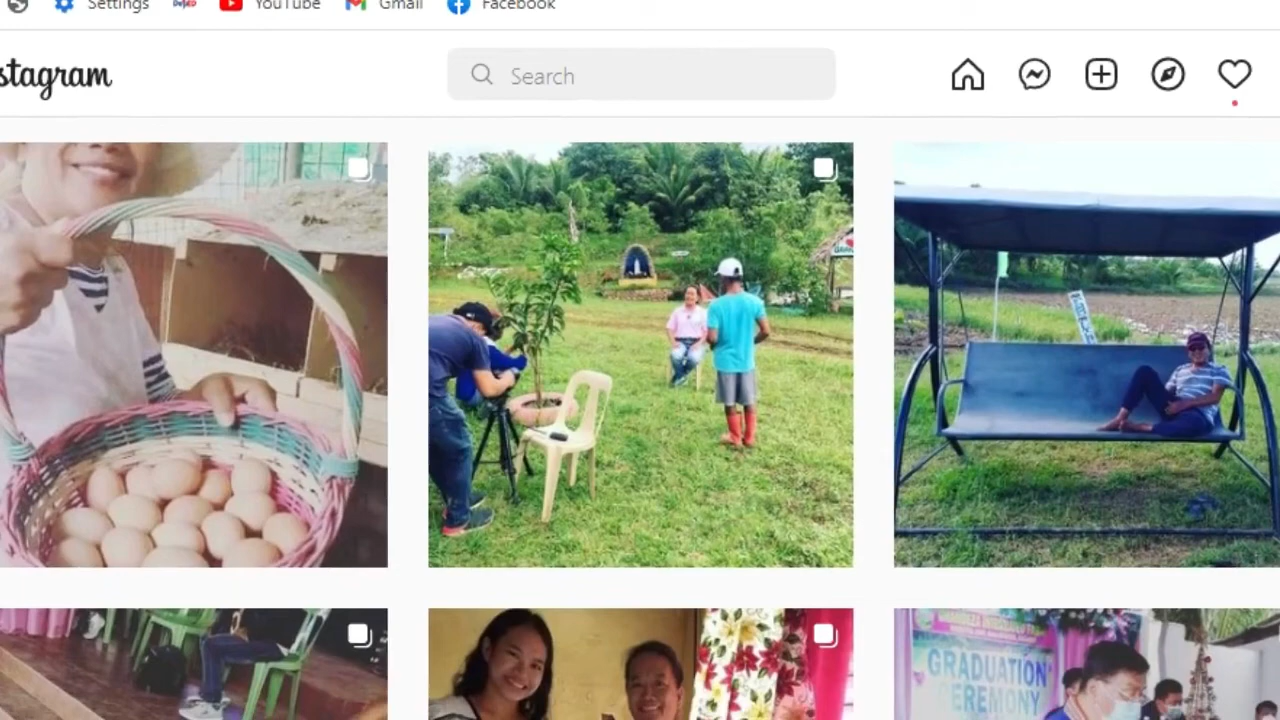 Settings
YouTube
Gmail
Facebook
stagram
Search
GRADUATION
CEREMONY